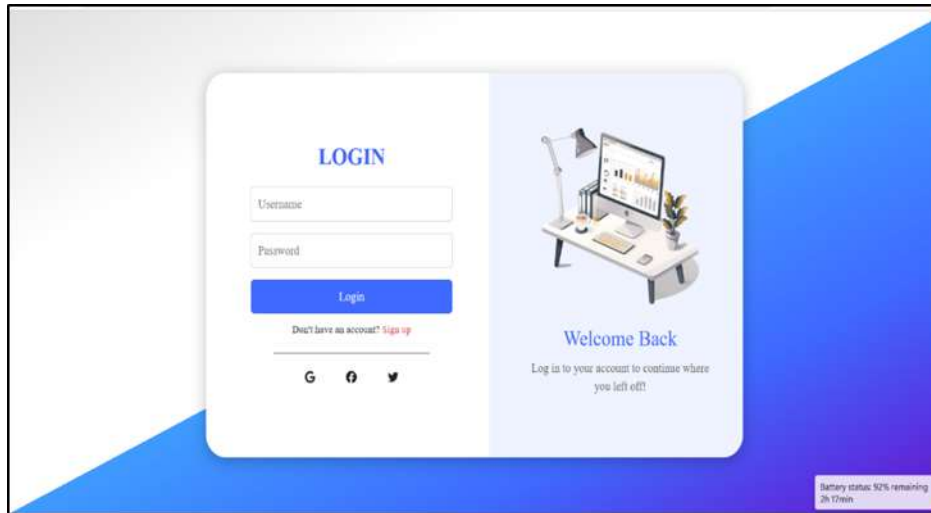 LOGIN
Username
Password
Login
Don't have an account? Sign up
Welcome Back
Log in to your account to continue where
you left off!
Battery status: 92% remaining
2h 17min